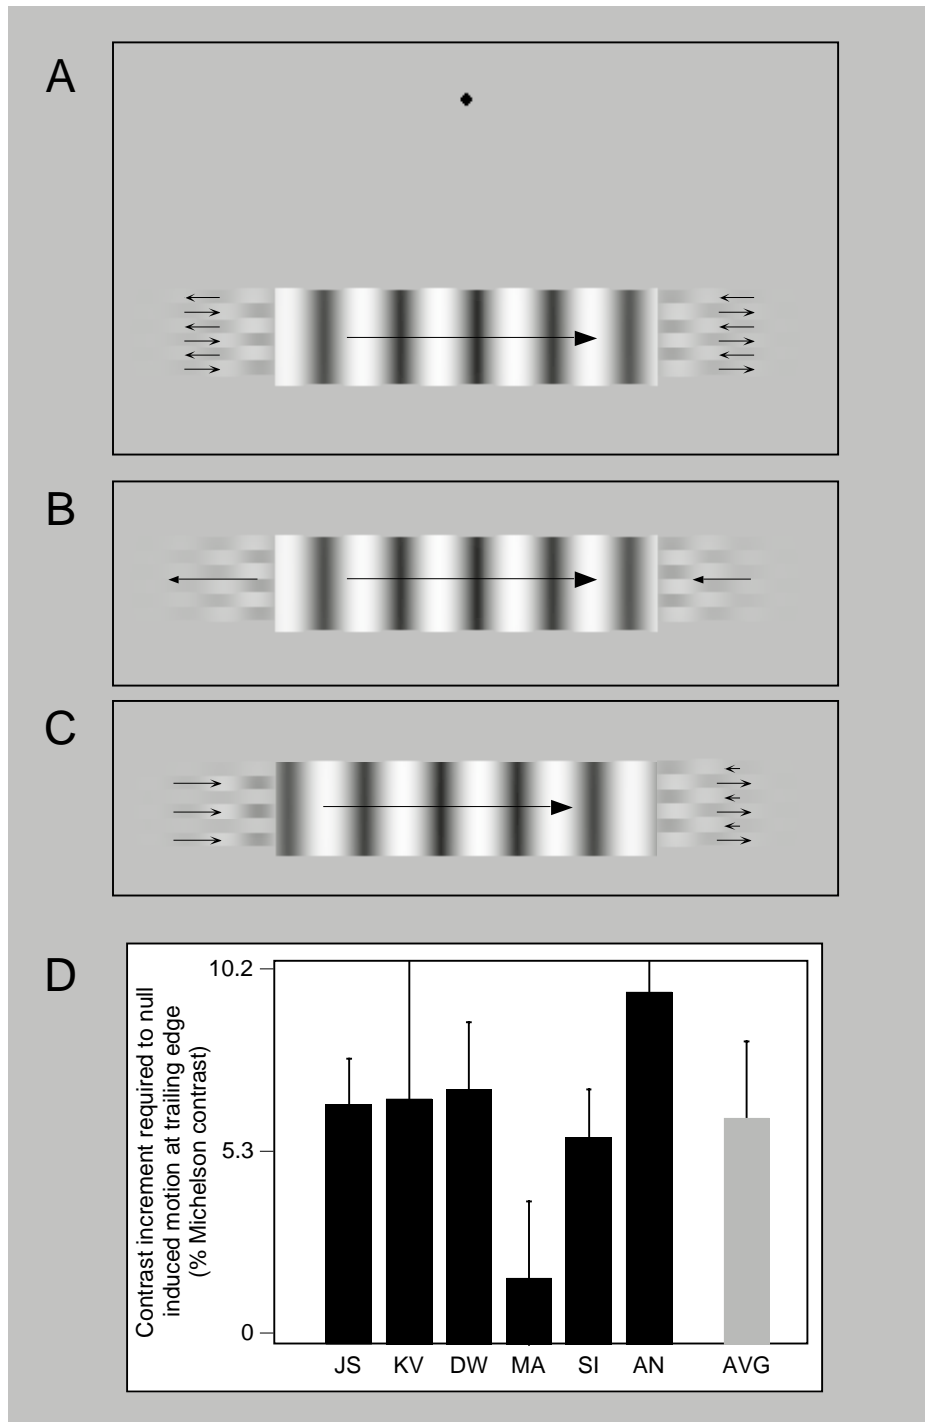 A
B
C
D
Contrast increment required to null
induced motion at trailing edge
(% Michelson contrast)
10.2
5.3
0
JS KV DW MA SI AN AVG